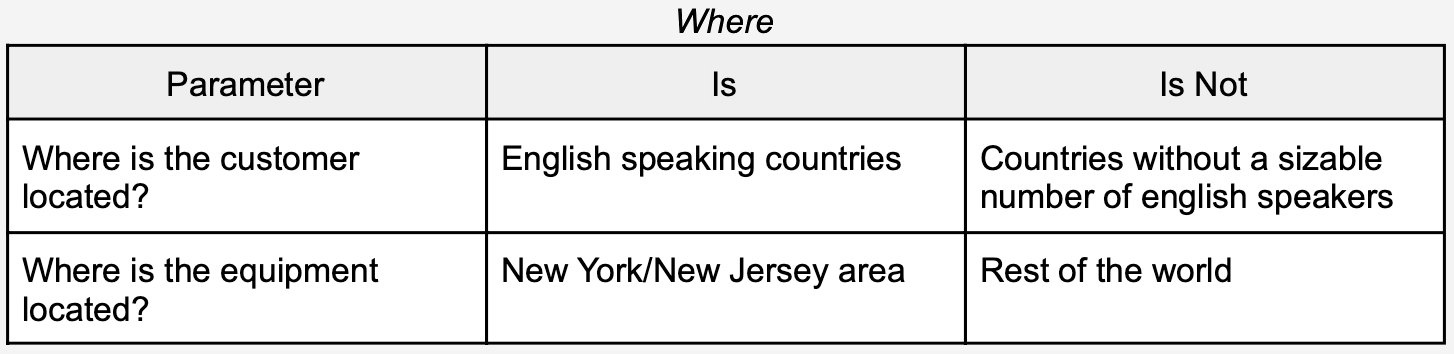 Where
Parameter
Is
Is Not
Where is the customer
located?
English speaking countries
Countries without a sizable
number of english speakers
Where is the equipment
located?
New York/New Jersey area
Rest of the world